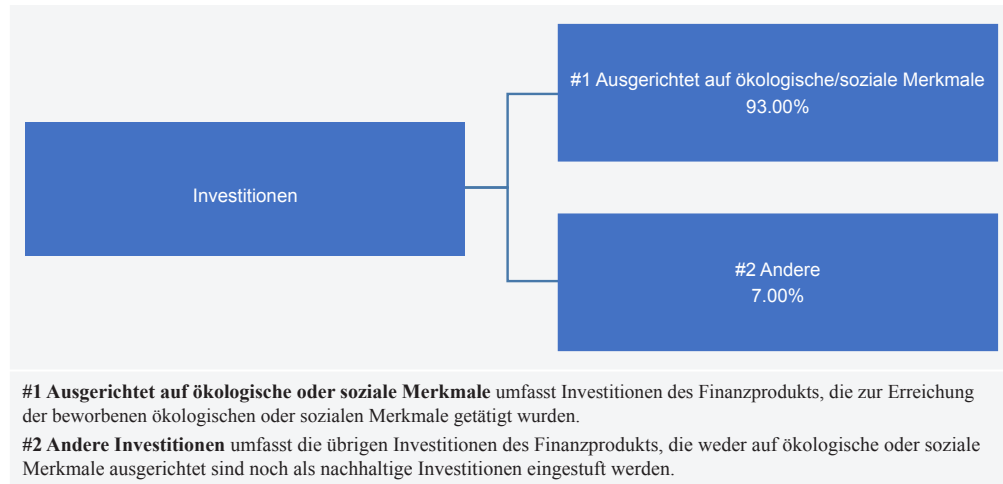 #1 Ausgerichtet auf ökologische/soziale Merkmale
93.00%
Investitionen
#2 Andere
7.00%
#1 Ausgerichtet auf ökologische oder soziale Merkmale umfasst Investitionen des Finanzprodukts, die zur Erreichung
der beworbenen ökologischen oder sozialen Merkmale getätigt wurden.
#2 Andere Investitionen umfasst die übrigen Investitionen des Finanzprodukts, die weder auf ökologische oder soziale
Merkmale ausgerichtet sind noch als nachhaltige Investitionen eingestuft werden.